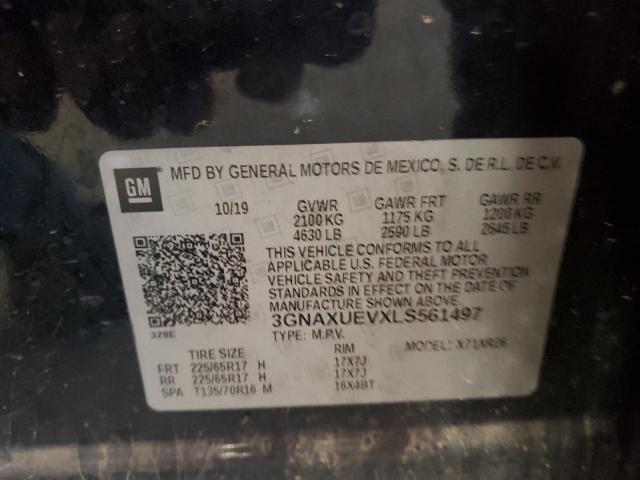 GM
MFD BY GENERAL MOTORS DE MEXICO, S. DE R.L. DE C.V.
10/19 GVWR GAWR FRT GAWR RR
2100 KG 1175 KG 1200 KG
4630 LB 2590 LB 2645 LB
THIS VEHICLE CONFORMS TO ALL
APPLICABLE U.S. FEDERAL MOTOR
VEHICLE SAFETY AND THEFT PREVENTION
STANDARDS IN EFFECT ON THE DATE OF
MANUFACTURE SHOWN ABOVE.
3GNAXUEVXLS561497
328E
TYPE: M.P.V. MODEL: X71XR26
TIRE SIZE RIM
FRT 225/65R17 H 17X7J
RR 225/65R17 H 17X7J
SPA T135/70R16 M 16X4BT